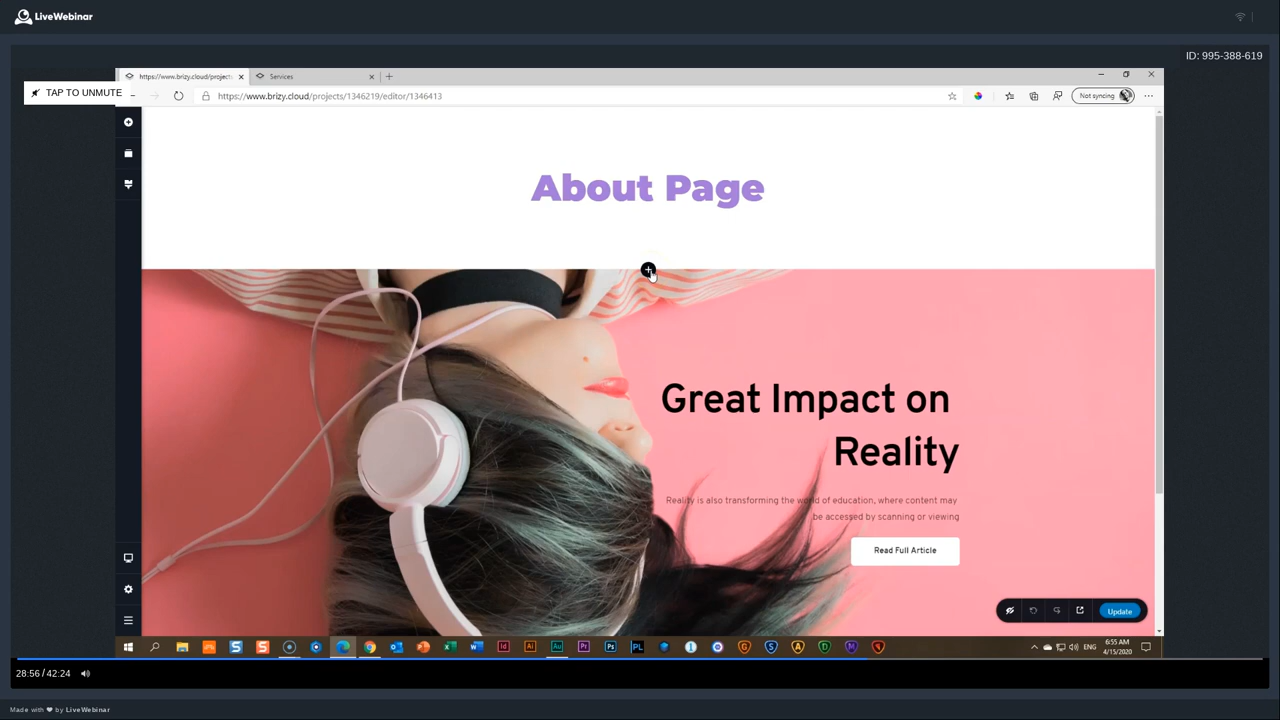 LiveWebinar
ID: 995-388-619
https://www.brizy.cloud/project
Services
TAP TO UNMUTE
https://www.brizy.cloud/projects/1346219/editor/1346413
Not syncing
About Page
Great Impact on
Reality
Reality is also transforming the world of education, where content may
be accessed by scanning or viewing
Read Full Article
Update
6:55 AM
ENG
4/15/2020
28:56 / 42:24
Made with ❤ by LiveWebinar